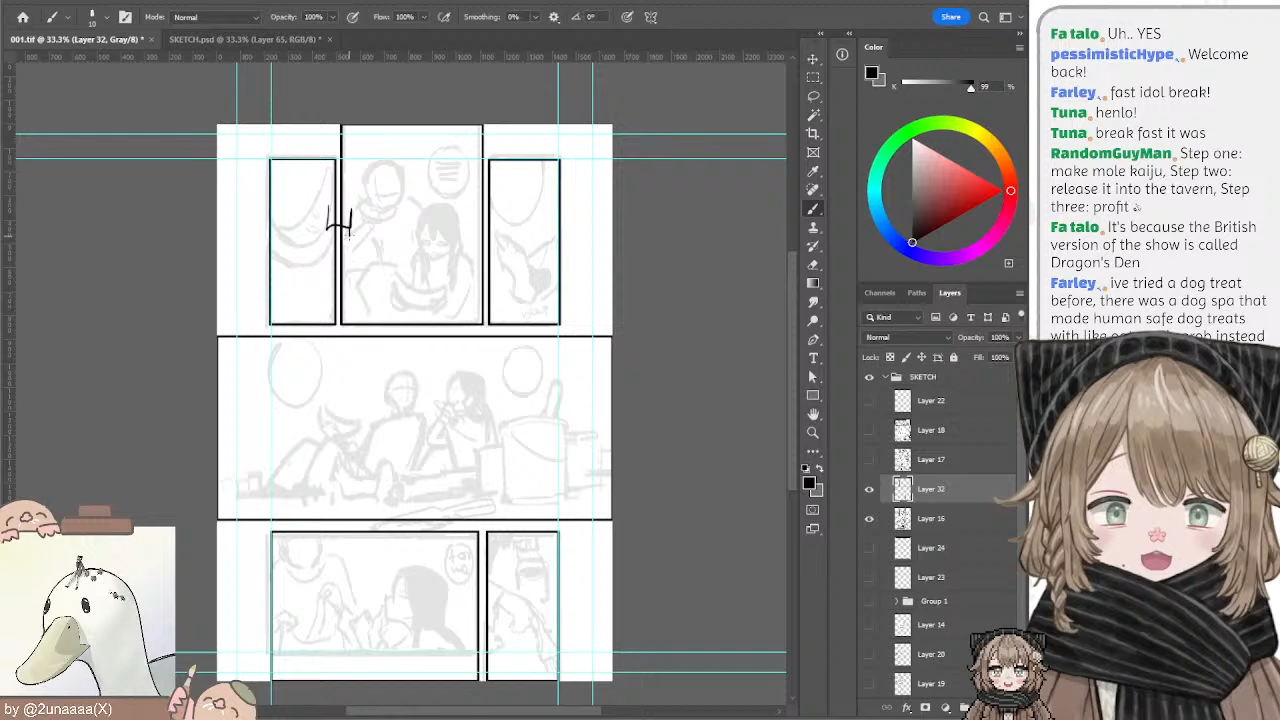 Mode: Normal Opacity: 100% Flow: 100% Smoothing: 0% 0° Share
10
001.tif @ 33.3% (Layer 32, Gray/8) * × SKETCH.psd @ 33.3% (Layer 65, RGB/8) * ×
Color
K 99 %
Channels Paths Layers
Kind
Normal Opacity: 100%
Lock: Fill: 100%
SKETCH
Layer 22
Layer 18
Layer 17
Layer 32
Layer 16
Layer 24
Layer 23
Group 1
Layer 14
Layer 20
Layer 19
Fa talo Uh.. YES
pessimisticHype Welcome
back!
Farley fast idol break!
Tuna henlo!
Tuna break fast it was
RandomGuyMan Step one:
make mole kaiju, Step two:
release it into the tavern, Step
three: profit
Fa talo It's because the British
version of the show is called
Dragon's Den
Farley ive tried a dog treat
before, there was a dog spa that
made human safe dog treats
by @2unaaaa(X)